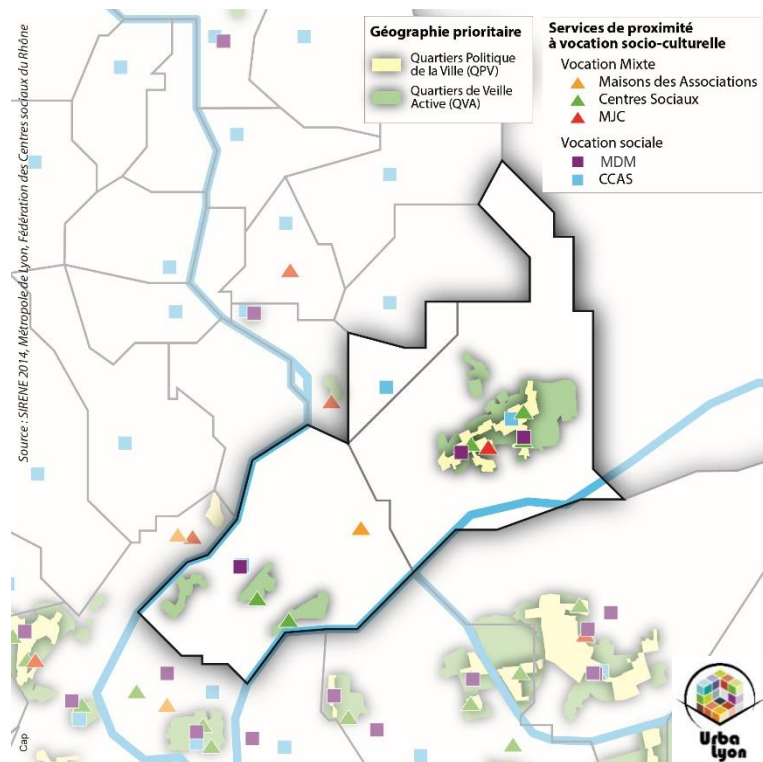 Géographie prioritaire
Quartiers Politique
de la Ville (QPV)
Quartiers de Veille
Active (QVA)
Services de proximité
à vocation socio-culturelle
Vocation Mixte
Maisons des Associations
Centres Sociaux
MJC
Vocation sociale
MDM
CCAS
Source : SIRENE 2014, Métropole de Lyon, Fédération des Centres sociaux du Rhône
Cap
Urba
Lyon